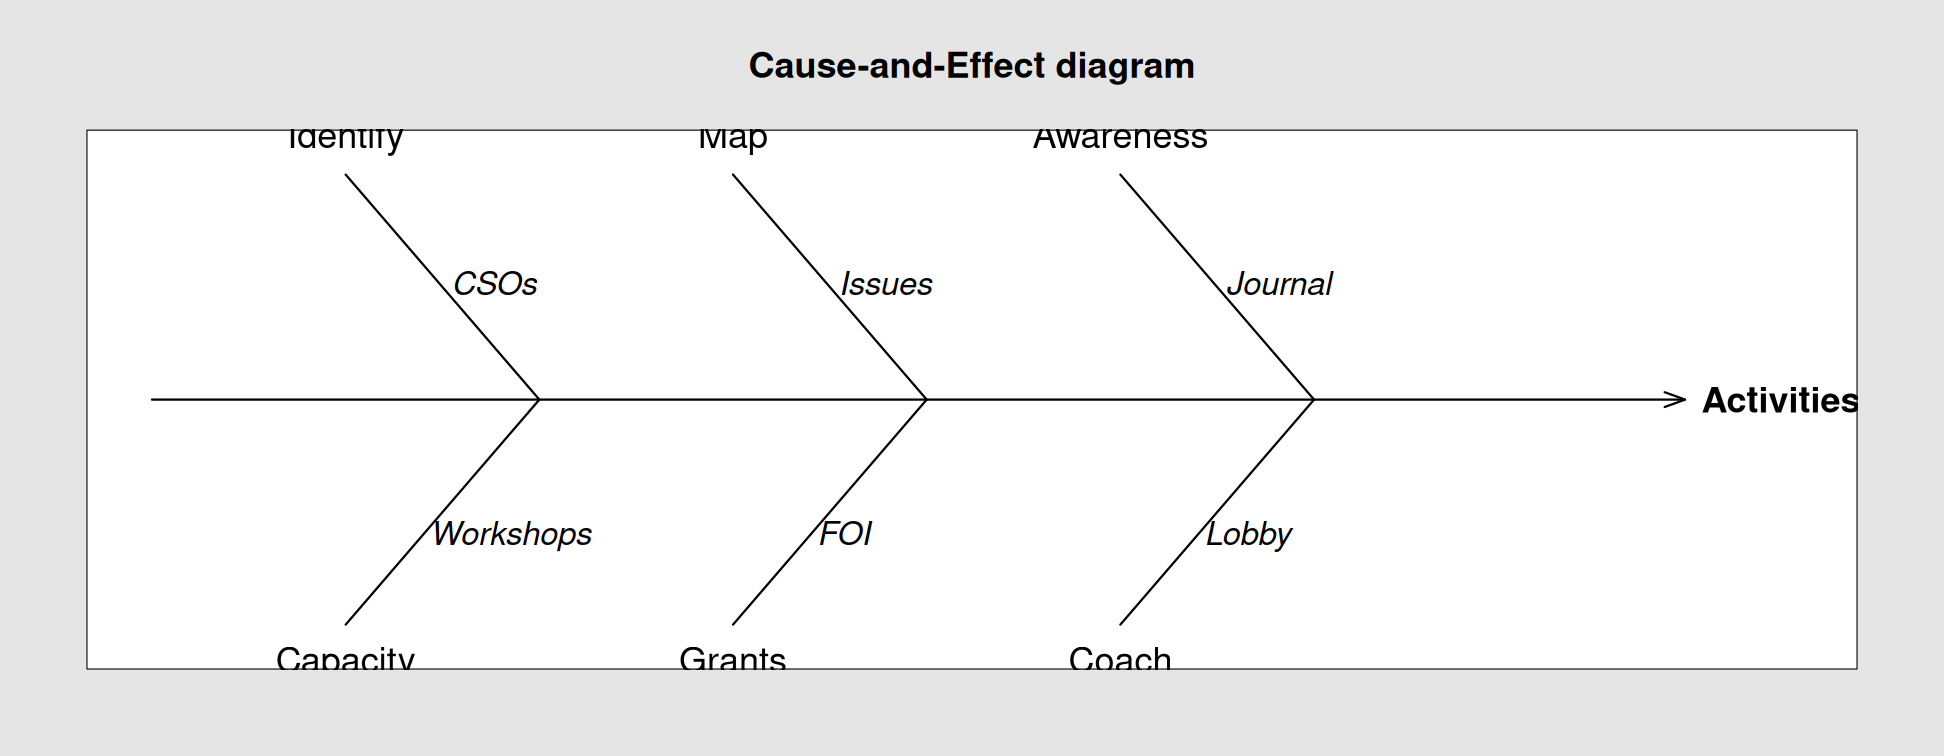 Cause-and-Effect diagram
Identify
Map
Awareness
CSOs
Issues
Journal
Activities
Workshops
FOI
Lobby
Capacity
Grants
Coach